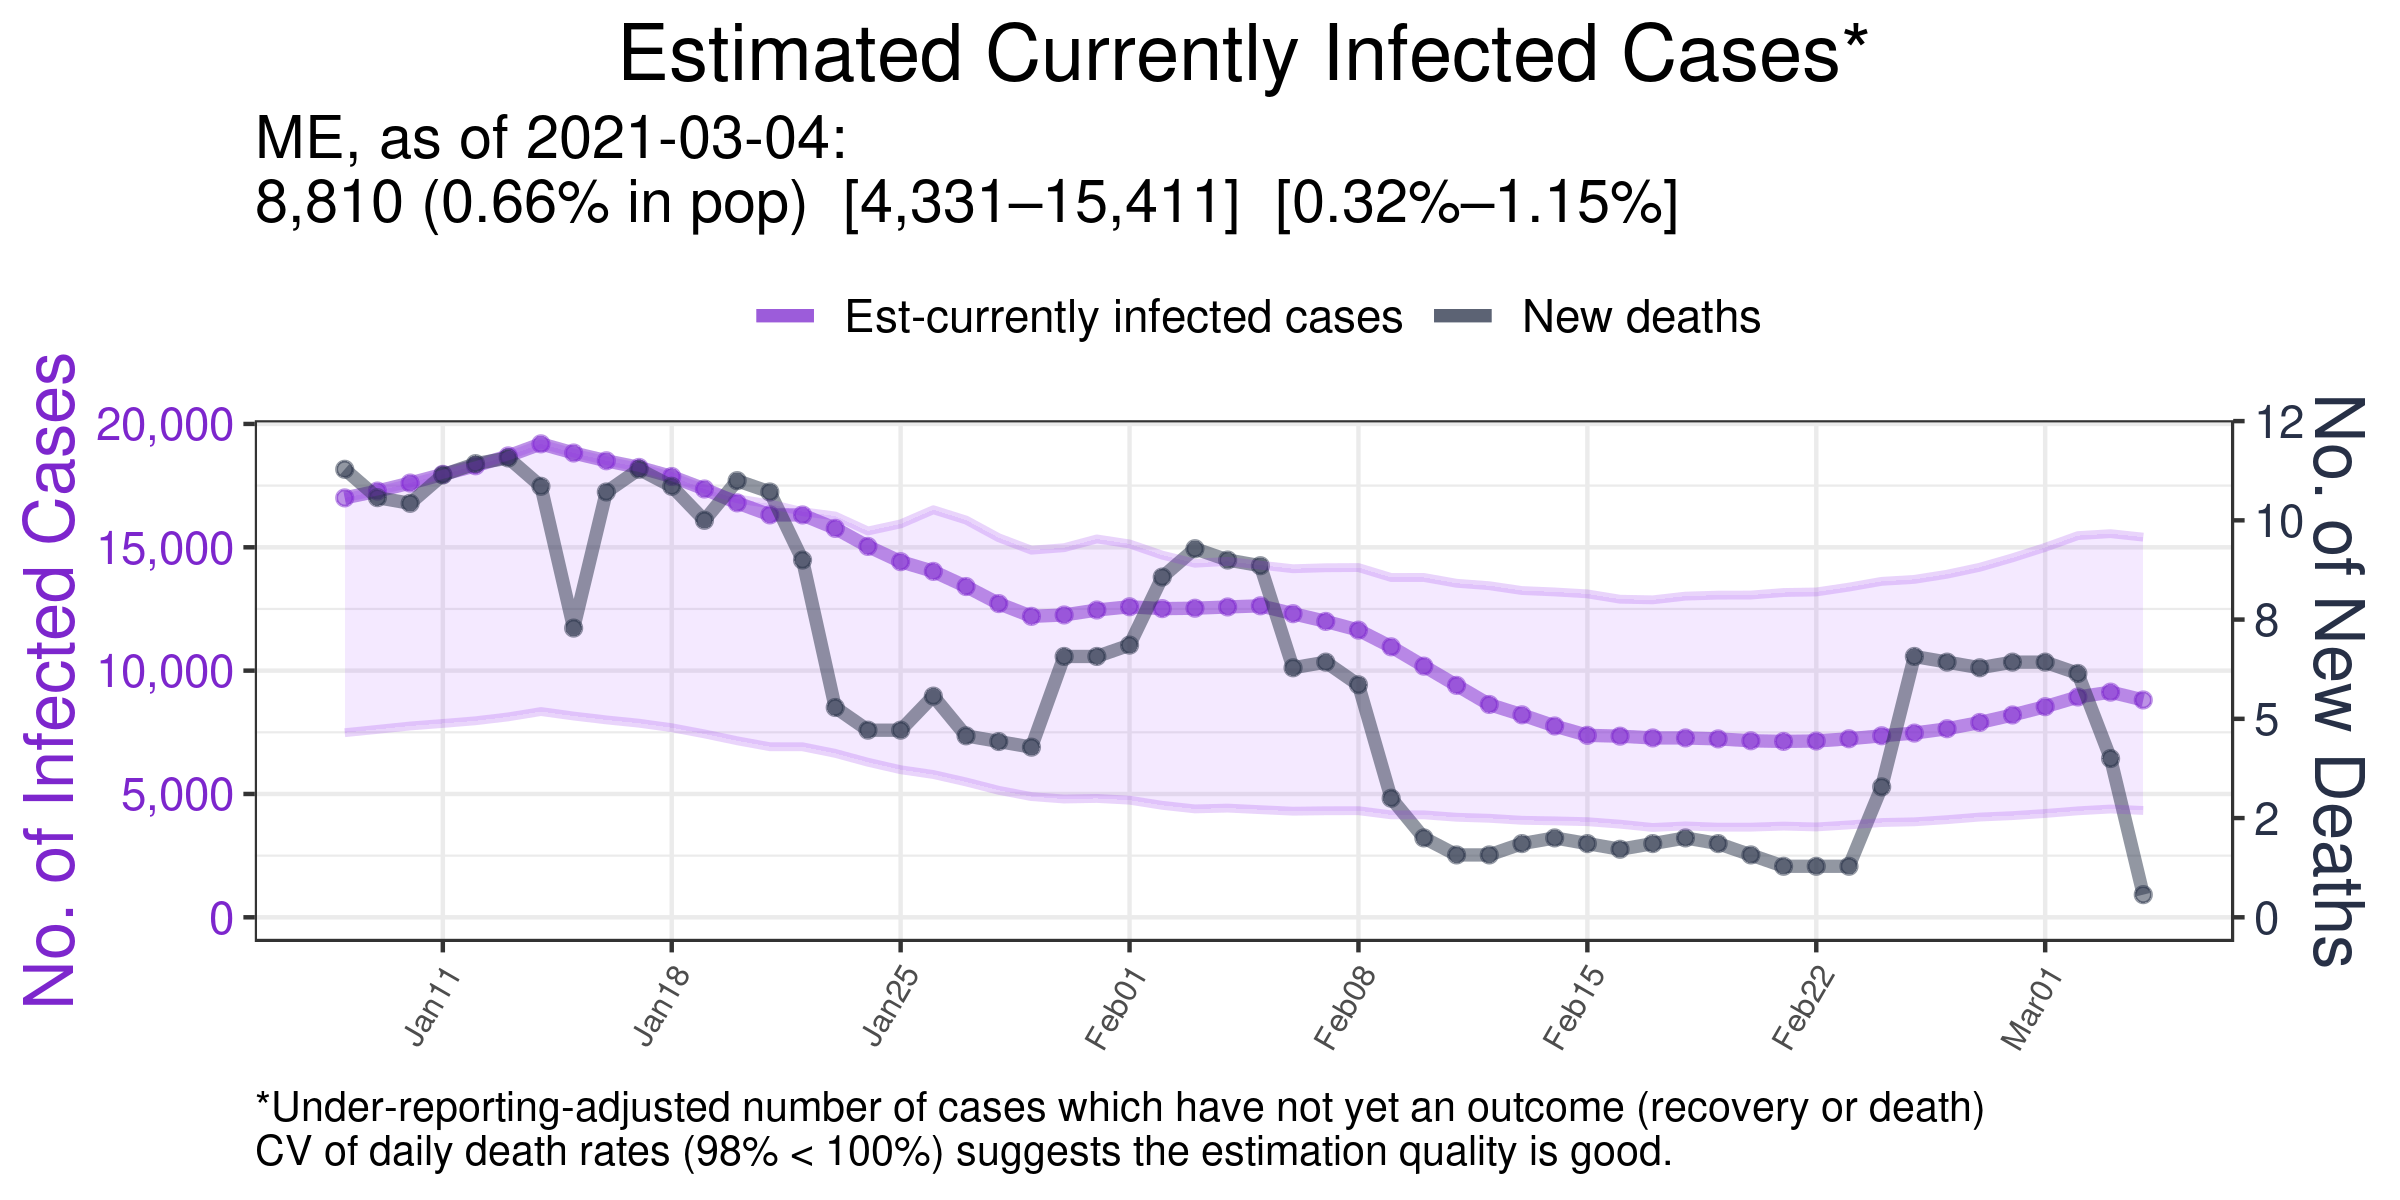 Estimated Currently Infected Cases*
ME, as of 2021-03-04:
8,810 (0.66% in pop)  [4,331–15,411]  [0.32%–1.15%]
Est-currently infected cases
New deaths
No. of Infected Cases
20,000
15,000
10,000
5,000
0
12
10
8
5
2
0
No. of New Deaths
Jan11
Jan18
Jan25
Feb01
Feb08
Feb15
Feb22
Mar01
*Under-reporting-adjusted number of cases which have not yet an outcome (recovery or death)
CV of daily death rates (98% < 100%) suggests the estimation quality is good.